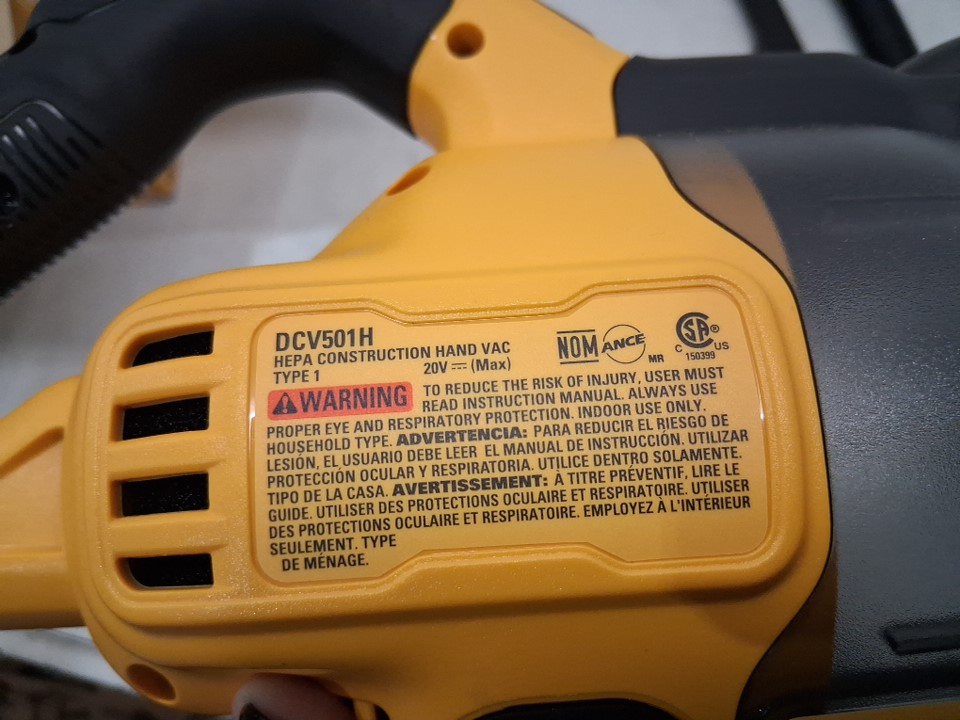 DCV501H
HEPA CONSTRUCTION HAND VAC
TYPE 1 20V ⎓ (Max)
NOM ANCE MR
CSA ® C US 150399
WARNING TO REDUCE THE RISK OF INJURY, USER MUST
READ INSTRUCTION MANUAL. ALWAYS USE
PROPER EYE AND RESPIRATORY PROTECTION. INDOOR USE ONLY.
HOUSEHOLD TYPE. ADVERTENCIA: PARA REDUCIR EL RIESGO DE
LESIÓN, EL USUARIO DEBE LEER EL MANUAL DE INSTRUCCIÓN. UTILIZAR
PROTECCIÓN OCULAR Y RESPIRATORIA. UTILICE DENTRO SOLAMENTE.
TIPO DE LA CASA. AVERTISSEMENT: À TITRE PRÉVENTIF, LIRE LE
GUIDE. UTILISER DES PROTECTIONS OCULAIRE ET RESPIRATOIRE. UTILISER
DES PROTECTIONS OCULAIRE ET RESPIRATOIRE. EMPLOYEZ À L'INTÉRIEUR
SEULEMENT. TYPE
DE MÉNAGE.